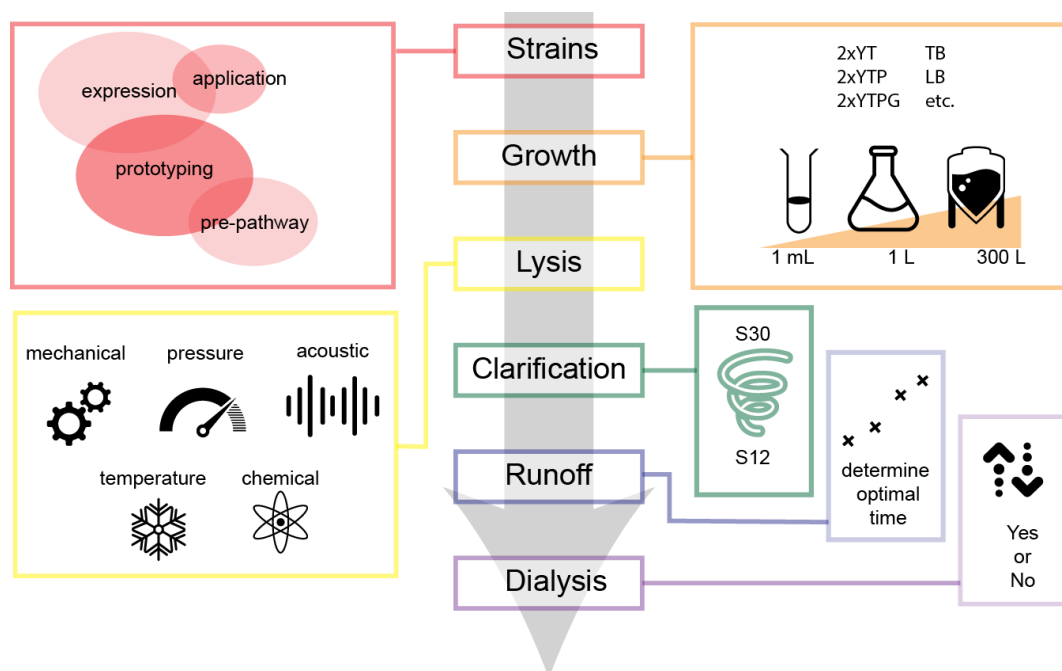 Strains
expression
application
prototyping
pre-pathway
Growth
2xYT TB
2xYTP LB
2xYTPG etc.
1 mL 1 L 300 L
Lysis
mechanical pressure acoustic
temperature chemical
Clarification
S30
S12
Runoff
determine
optimal
time
Dialysis
Yes
or
No